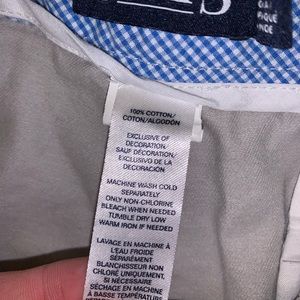 100% COTTON/
COTON/ALGODÓN
EXCLUSIVE OF
DECORATION.
SAUF DÉCORATION.
EXCLUSIVO DE LA
DECORACIÓN
MACHINE WASH COLD
SEPARATELY
ONLY NON-CHLORINE
BLEACH WHEN NEEDED
TUMBLE DRY LOW
WARM IRON IF NEEDED
LAVAGE EN MACHINE À
L'EAU FROIDE
SÉPARÉMENT
BLANCHISSEUR NON
CHLORÉ UNIQUEMENT,
SI NÉCESSAIRE
SÉCHAGE EN MACHINE
À BASSE TEMPÉRATURE